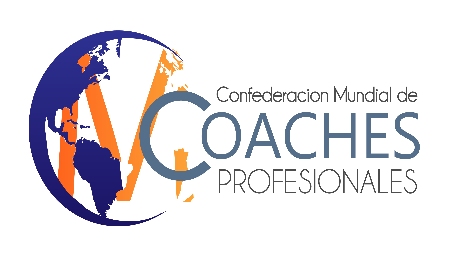 Confederacion Mundial de
COACHES
PROFESIONALES
M